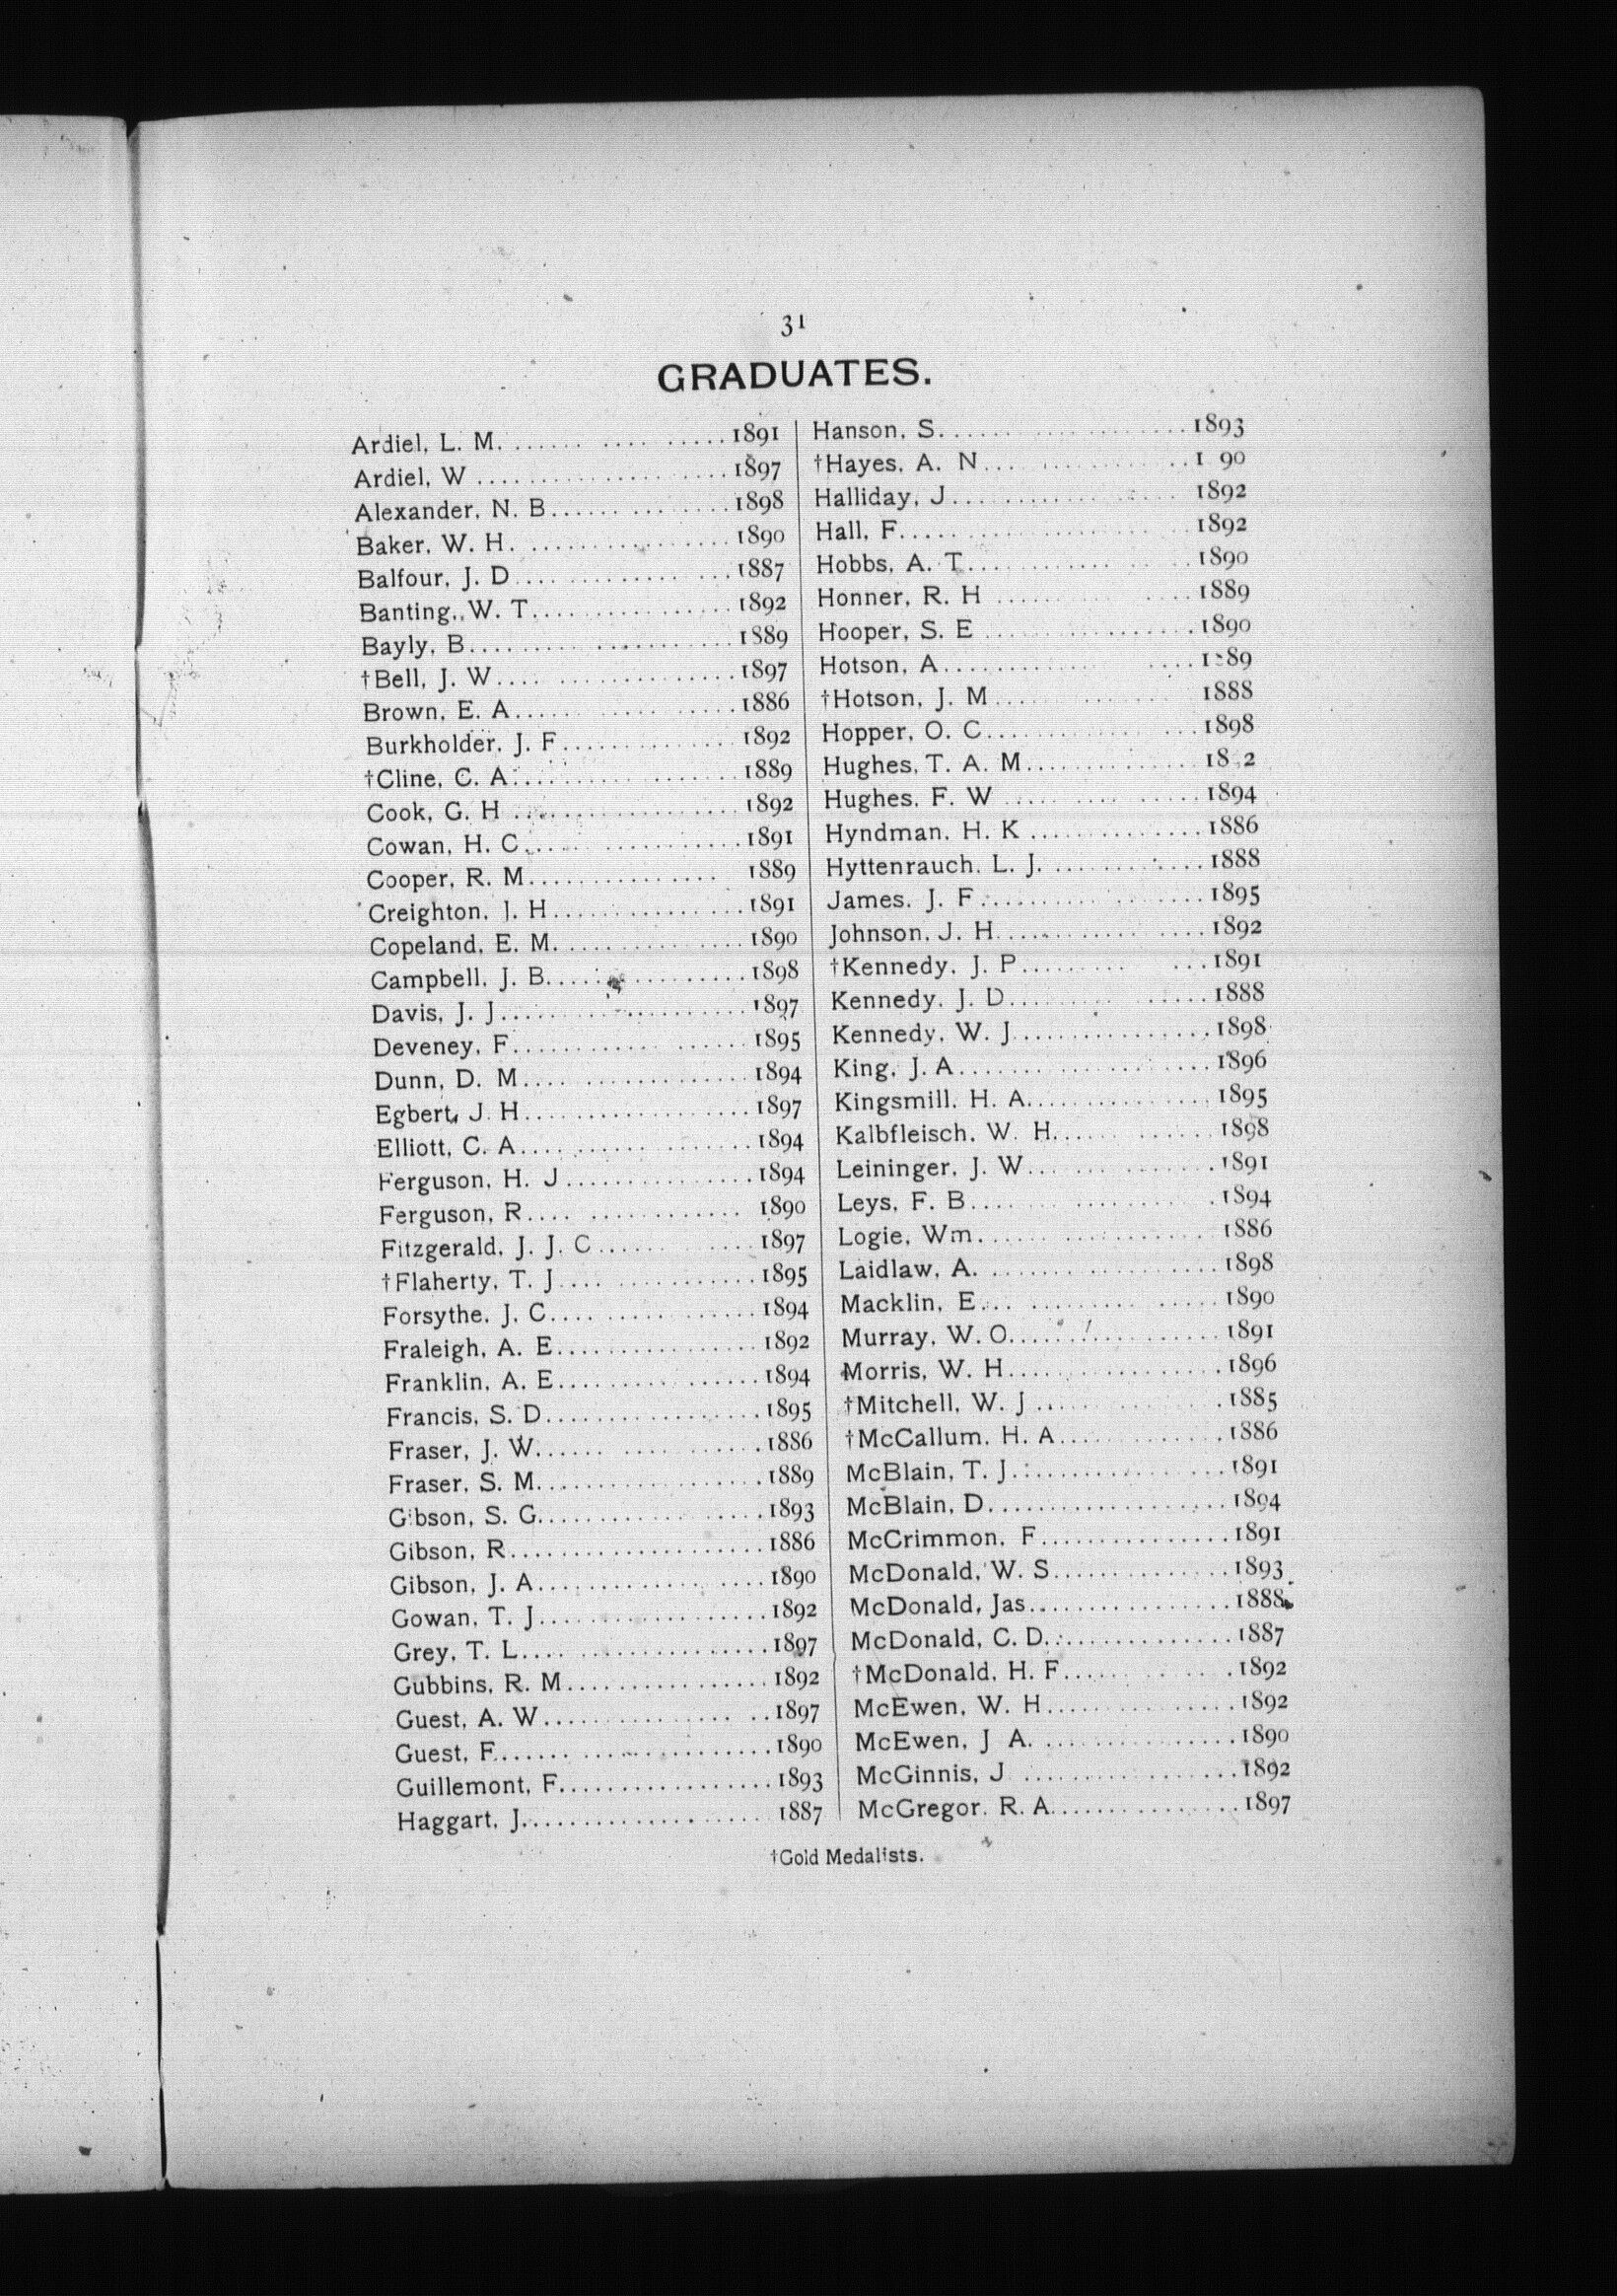 31
GRADUATES.
Ardiel, L. M. 1891
Ardiel, W 1897
Alexander, N. B. 1898
Baker, W. H. 1890
Balfour, J. D. 1887
Banting, W. T. 1892
Bayly, B. 1889
†Bell, J. W. 1897
Brown, E. A. 1886
Burkholder, J. F. 1892
†Cline, C. A. 1889
Cook, G. H 1892
Cowan, H. C. 1891
Cooper, R. M. 1889
Creighton, J. H. 1891
Copeland, E. M. 1890
Campbell, J. B. 1898
Davis, J. J. 1897
Deveney, F. 1895
Dunn, D. M. 1894
Egbert, J. H. 1897
Elliott, C. A. 1894
Ferguson, H. J 1894
Ferguson, R. 1890
Fitzgerald, J. J. C 1897
†Flaherty, T. J. 1895
Forsythe, J. C. 1894
Fraleigh, A. E. 1892
Franklin, A. E. 1894
Francis, S. D. 1895
Fraser, J. W. 1886
Fraser, S. M. 1889
Gibson, S. G. 1893
Gibson, R. 1886
Gibson, J. A. 1890
Gowan, T. J. 1892
Grey, T. L. 1897
Gubbins, R. M. 1892
Guest, A. W. 1897
Guest, F. 1890
Guillemont, F. 1893
Haggart, J. 1887
Hanson, S. 1893
†Hayes, A. N. 1 90
Halliday, J. 1892
Hall, F. 1892
Hobbs, A. T. 1890
Honner, R. H 1889
Hooper, S. E 1890
Hotson, A. 1889
†Hotson, J. M. 1888
Hopper, O. C. 1898
Hughes, T. A. M. 18 2
Hughes, F. W 1894
Hyndman, H. K 1886
Hyttenrauch, L. J. 1888
James, J. F. 1895
Johnson, J. H. 1892
†Kennedy, J. P. 1891
Kennedy, J. D. 1888
Kennedy, W. J. 1898
King, J. A. 1896
Kingsmill, H. A. 1895
Kalbfleisch, W. H. 1898
Leininger, J. W. 1891
Leys, F. B. 1894
Logie, Wm. 1886
Laidlaw, A. 1898
Macklin, E. 1890
Murray, W. O. 1891
Morris, W. H. 1896
†Mitchell, W. J 1885
†McCallum, H. A. 1886
McBlain, T. J. 1891
McBlain, D. 1894
McCrimmon, F. 1891
McDonald, W. S. 1893
McDonald, Jas. 1888
McDonald, C. D. 1887
†McDonald, H. F. 1892
McEwen, W. H. 1892
McEwen, J A. 1890
McGinnis, J 1892
McGregor, R. A. 1897
†Gold Medalists.